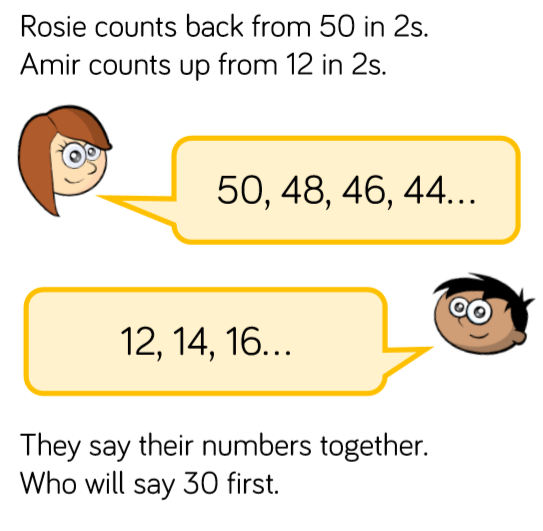 Rosie counts back from 50 in 2s.
Amir counts up from 12 in 2s.
50, 48, 46, 44...
12, 14, 16...
They say their numbers together.
Who will say 30 first.